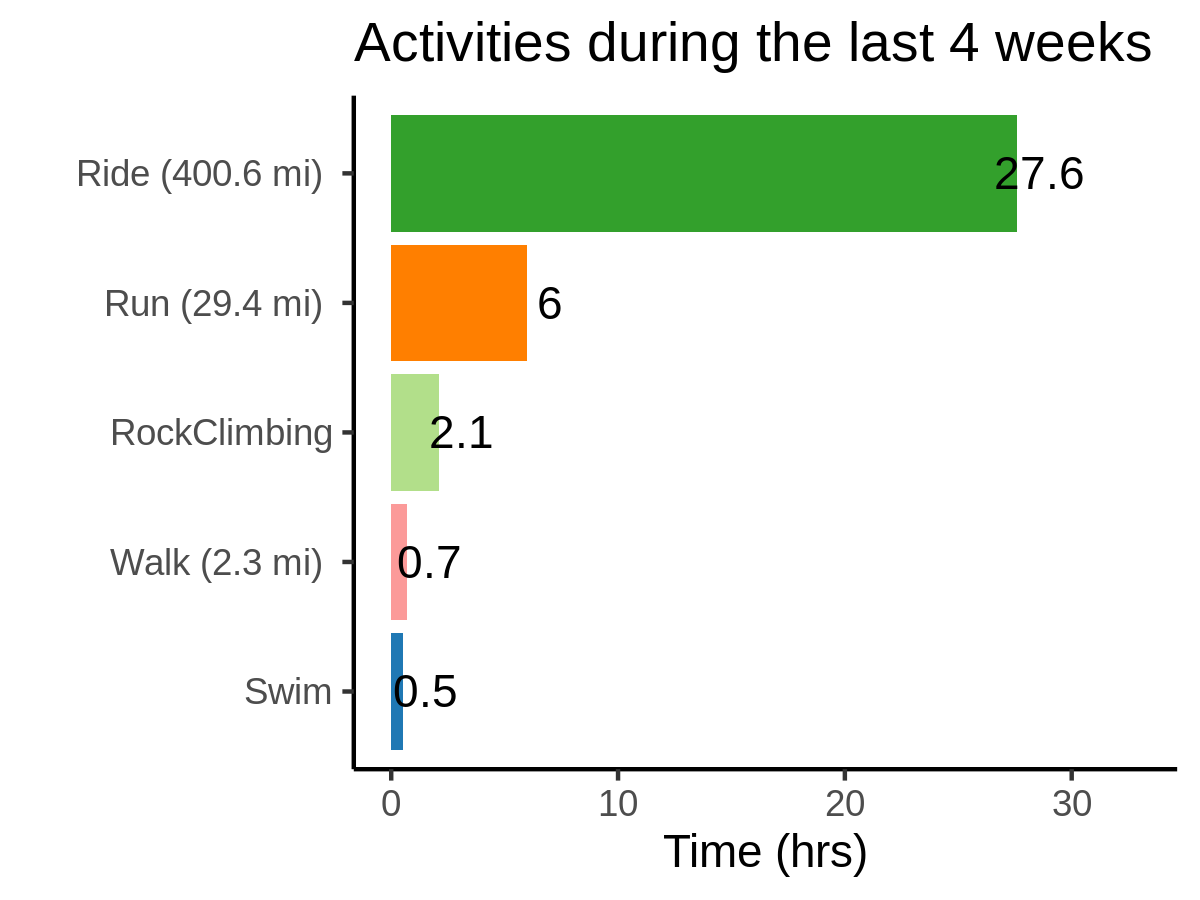 Activities during the last 4 weeks
Ride (400.6 mi)
27.6
Run (29.4 mi)
6
RockClimbing
2.1
Walk (2.3 mi)
0.7
Swim
0.5
0 10 20 30
Time (hrs)